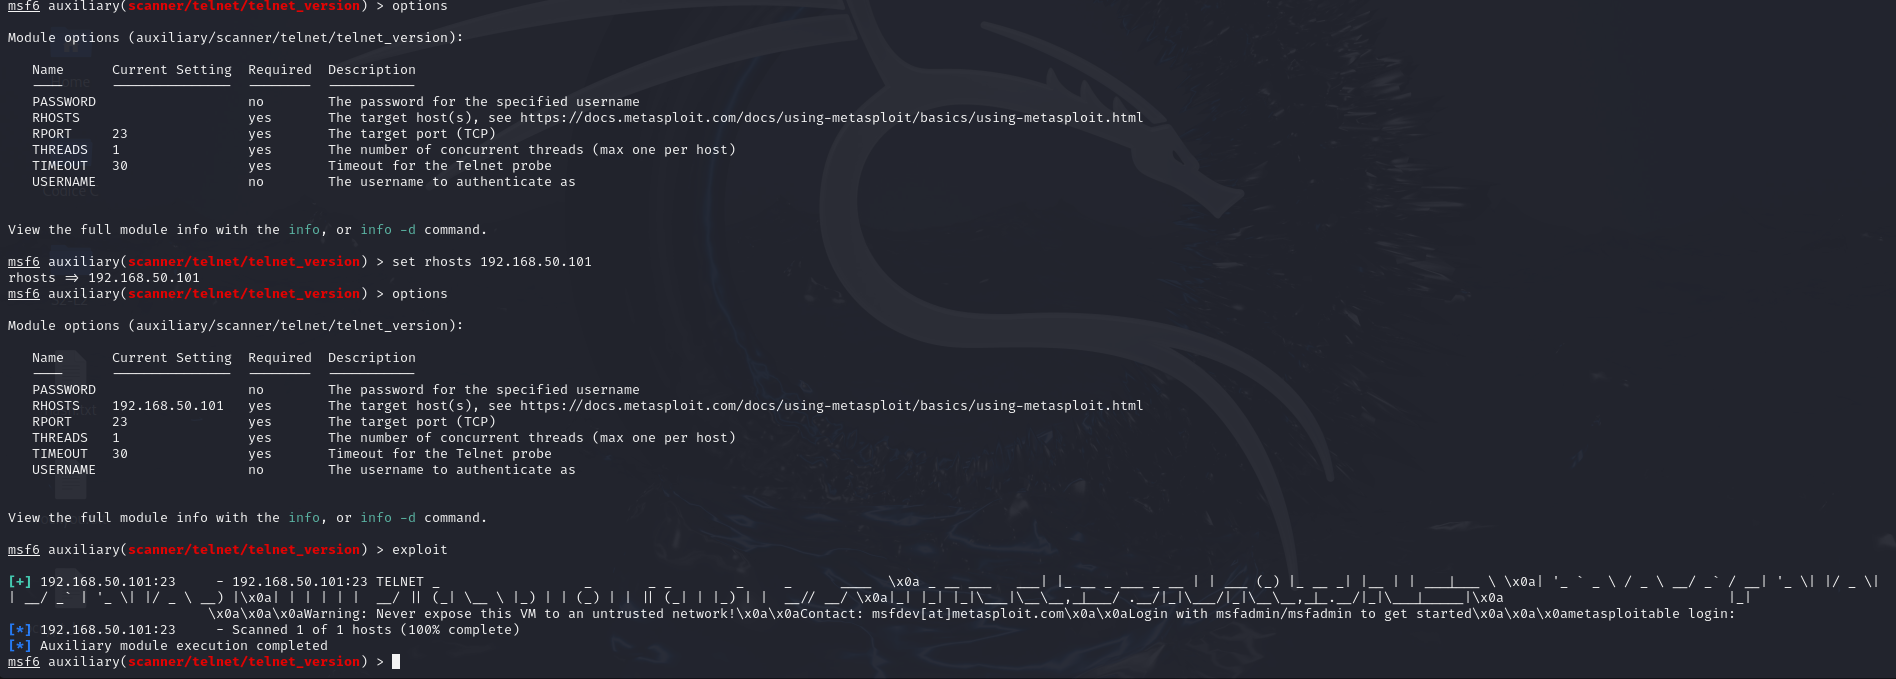 msf6 auxiliary(scanner/telnet/telnet_version) > options
Module options (auxiliary/scanner/telnet/telnet_version):
Name Current Setting Required Description
---- --------------- -------- -----------
PASSWORD no The password for the specified username
RHOSTS yes The target host(s), see https://docs.metasploit.com/docs/using-metasploit/basics/using-metasploit.html
RPORT 23 yes The target port (TCP)
THREADS 1 yes The number of concurrent threads (max one per host)
TIMEOUT 30 yes Timeout for the Telnet probe
USERNAME no The username to authenticate as
View the full module info with the info, or info -d command.
msf6 auxiliary(scanner/telnet/telnet_version) > set rhosts 192.168.50.101
rhosts => 192.168.50.101
msf6 auxiliary(scanner/telnet/telnet_version) > options
Module options (auxiliary/scanner/telnet/telnet_version):
Name Current Setting Required Description
---- --------------- -------- -----------
PASSWORD no The password for the specified username
RHOSTS 192.168.50.101 yes The target host(s), see https://docs.metasploit.com/docs/using-metasploit/basics/using-metasploit.html
RPORT 23 yes The target port (TCP)
THREADS 1 yes The number of concurrent threads (max one per host)
TIMEOUT 30 yes Timeout for the Telnet probe
USERNAME no The username to authenticate as
View the full module info with the info, or info -d command.
msf6 auxiliary(scanner/telnet/telnet_version) > exploit
[+] 192.168.50.101:23 - 192.168.50.101:23 TELNET _ _ _ _ _ _ ____ \x0a _ __ ___ ___| |_ __ _ ___ _ __ | | ___ (_) |_ __ _| |__ | | ___|___ \ \x0a| '_ ` _ \ / _ \ __/ _` / __| '_ \| |/ _ \|
| __/ _` | '_ \| |/ _ \ __) |\x0a| | | | | | __/ || (_| \__ \ |_) | | (_) | | || (_| | |_) | | __// __/ \x0a|_| |_| |_|\___|\__\__,_|___/ .__/|_|\___/|_|\__\__,_|_.__/|_|\___|_____|\x0a |_|
\x0a\x0a\x0aWarning: Never expose this VM to an untrusted network!\x0a\x0aContact: msfdev[at]metasploit.com\x0a\x0aLogin with msfadmin/msfadmin to get started\x0a\x0a\x0ametasploitable login:
[*] 192.168.50.101:23 - Scanned 1 of 1 hosts (100% complete)
[*] Auxiliary module execution completed
msf6 auxiliary(scanner/telnet/telnet_version) >